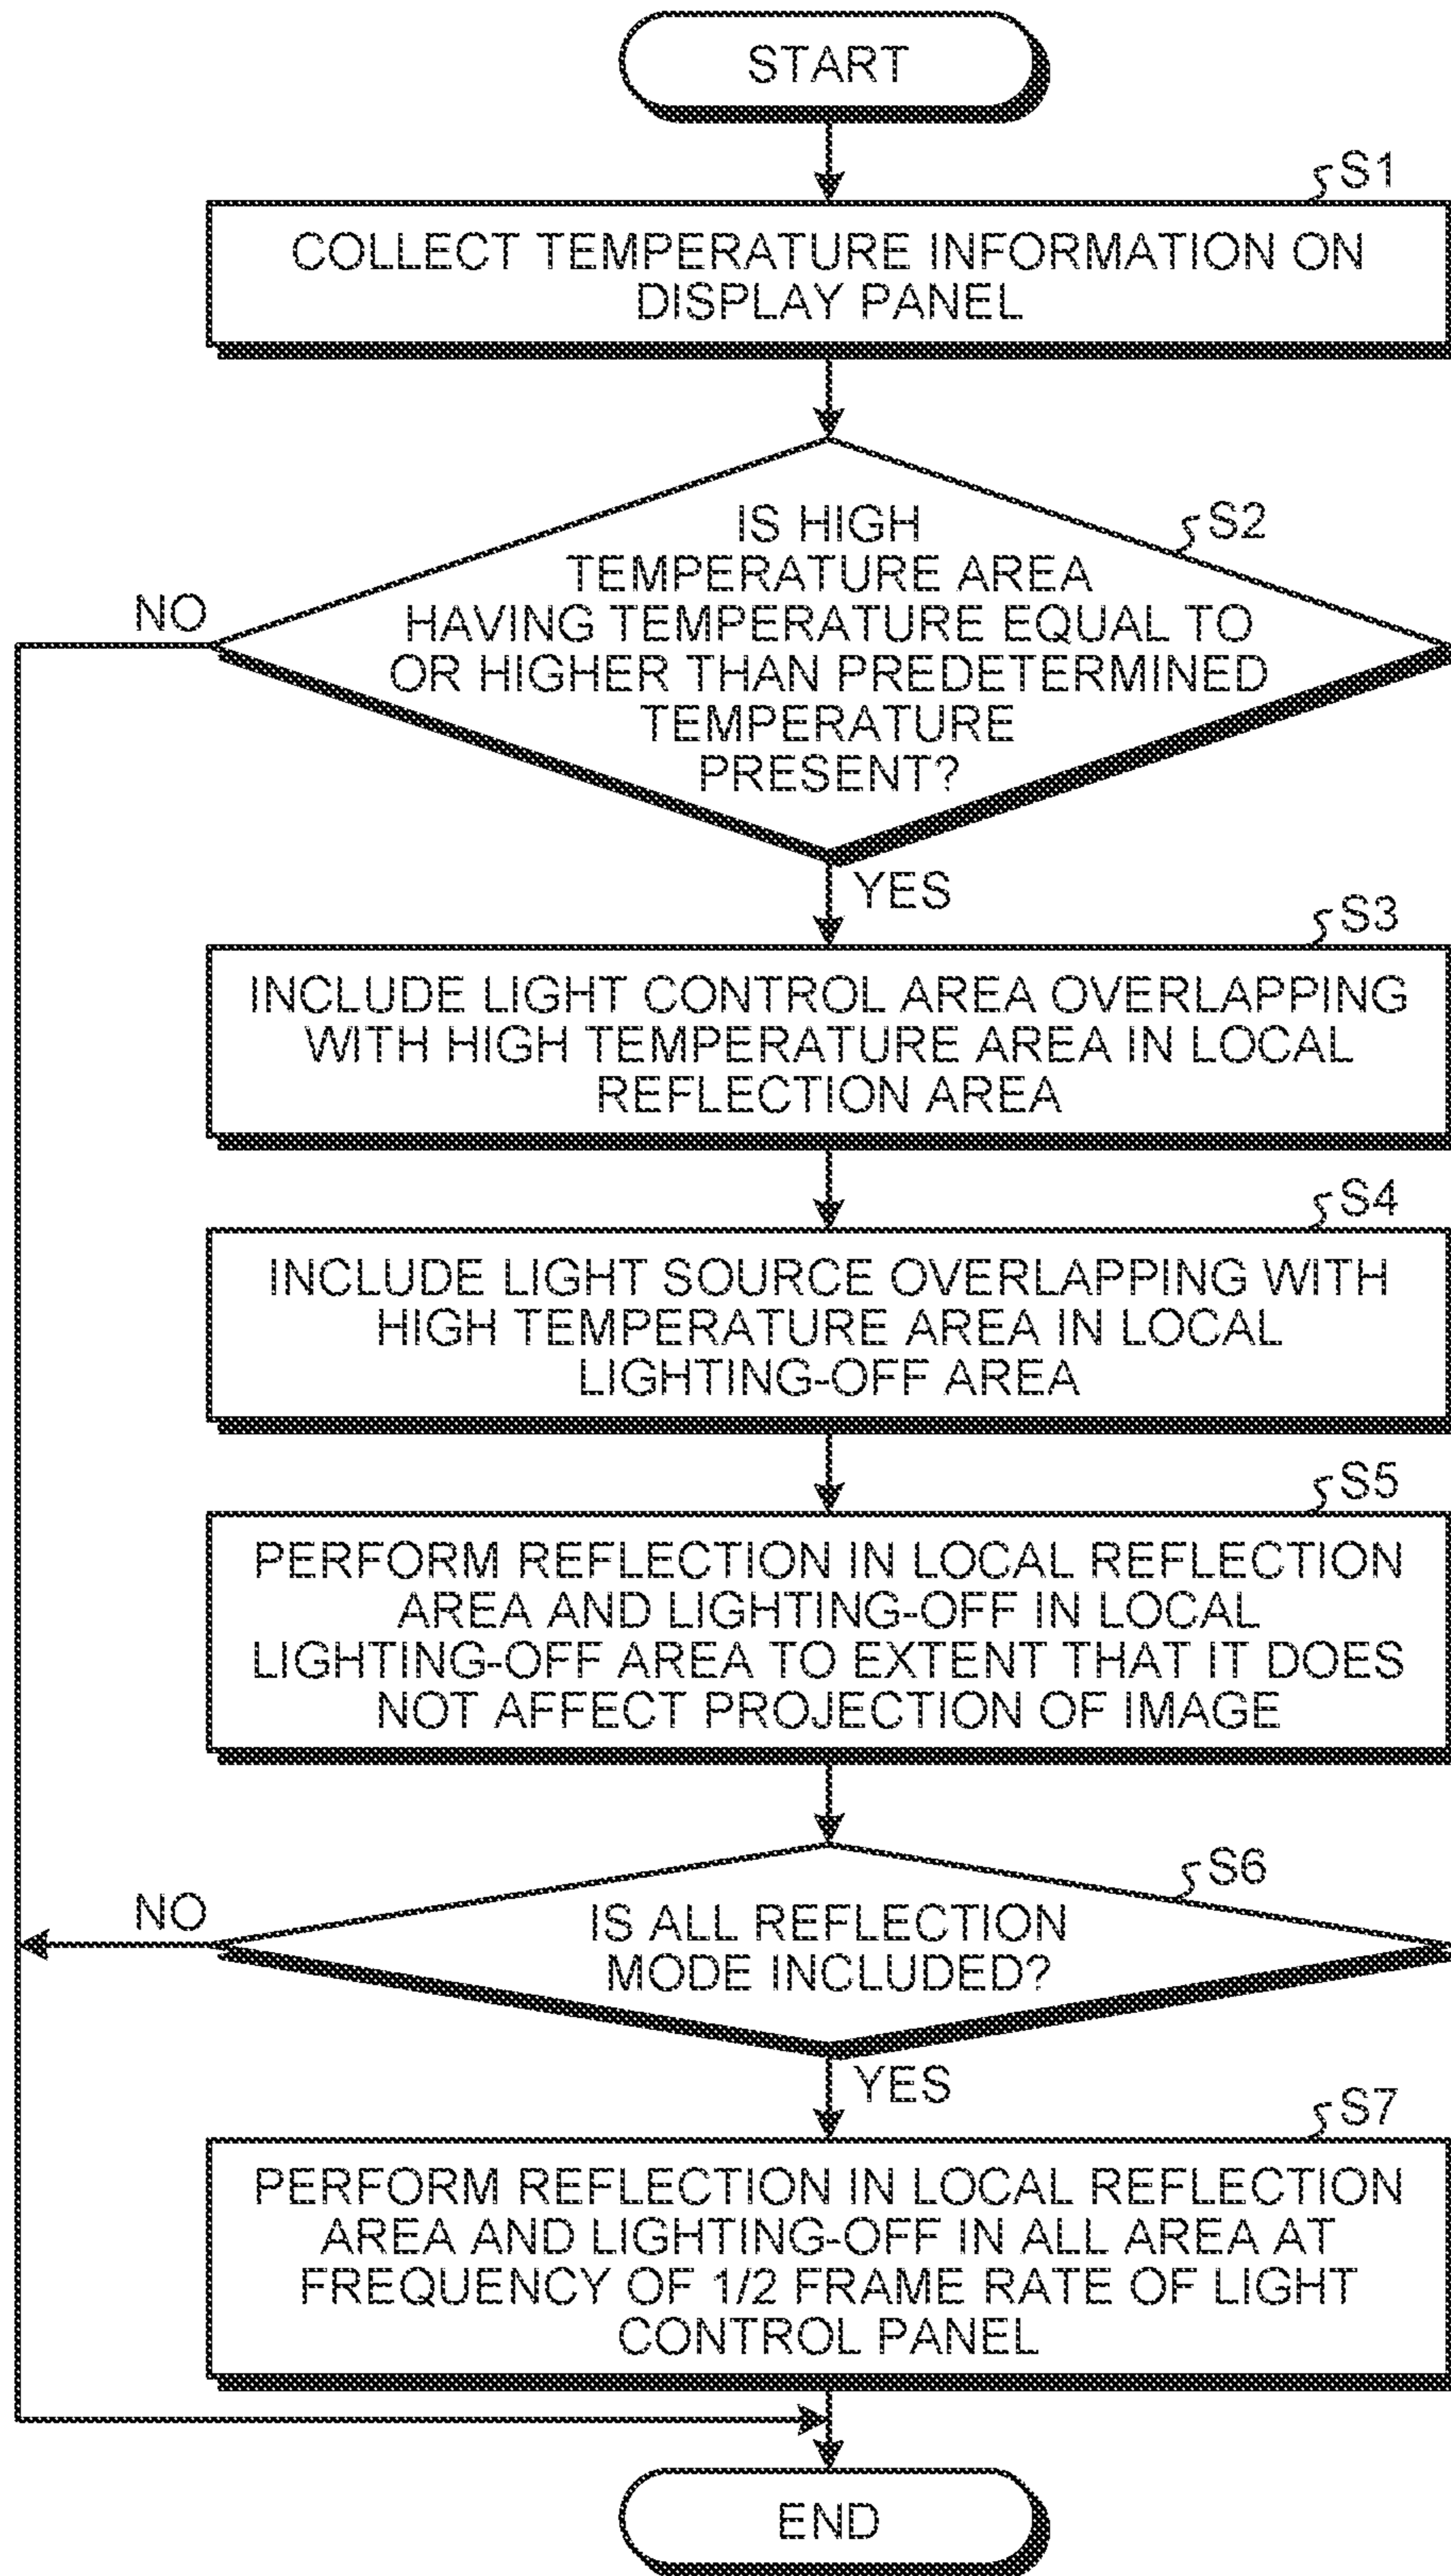 START
S1
COLLECT TEMPERATURE INFORMATION ON
DISPLAY PANEL
S2
IS HIGH
TEMPERATURE AREA
HAVING TEMPERATURE EQUAL TO
OR HIGHER THAN PREDETERMINED
TEMPERATURE
PRESENT?
NO
YES
S3
INCLUDE LIGHT CONTROL AREA OVERLAPPING
WITH HIGH TEMPERATURE AREA IN LOCAL
REFLECTION AREA
S4
INCLUDE LIGHT SOURCE OVERLAPPING WITH
HIGH TEMPERATURE AREA IN LOCAL
LIGHTING-OFF AREA
S5
PERFORM REFLECTION IN LOCAL REFLECTION
AREA AND LIGHTING-OFF IN LOCAL
LIGHTING-OFF AREA TO EXTENT THAT IT DOES
NOT AFFECT PROJECTION OF IMAGE
S6
IS ALL REFLECTION
MODE INCLUDED?
NO
YES
S7
PERFORM REFLECTION IN LOCAL REFLECTION
AREA AND LIGHTING-OFF IN ALL AREA AT
FREQUENCY OF 1/2 FRAME RATE OF LIGHT
CONTROL PANEL
END